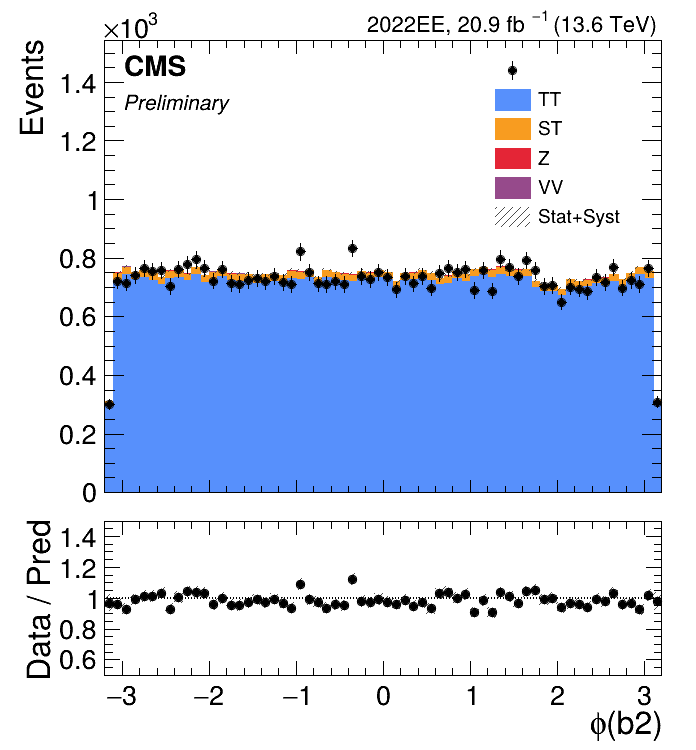 ×10³
2022EE, 20.9 fb ⁻¹ (13.6 TeV)
Events
CMS
Preliminary
TT
ST
Z
VV
Stat+Syst
1.4
1.2
1
0.8
0.6
0.4
0.2
0
Data / Pred
1.4
1.2
1
0.8
0.6
−3 −2 −1 0 1 2 3
ϕ(b2)